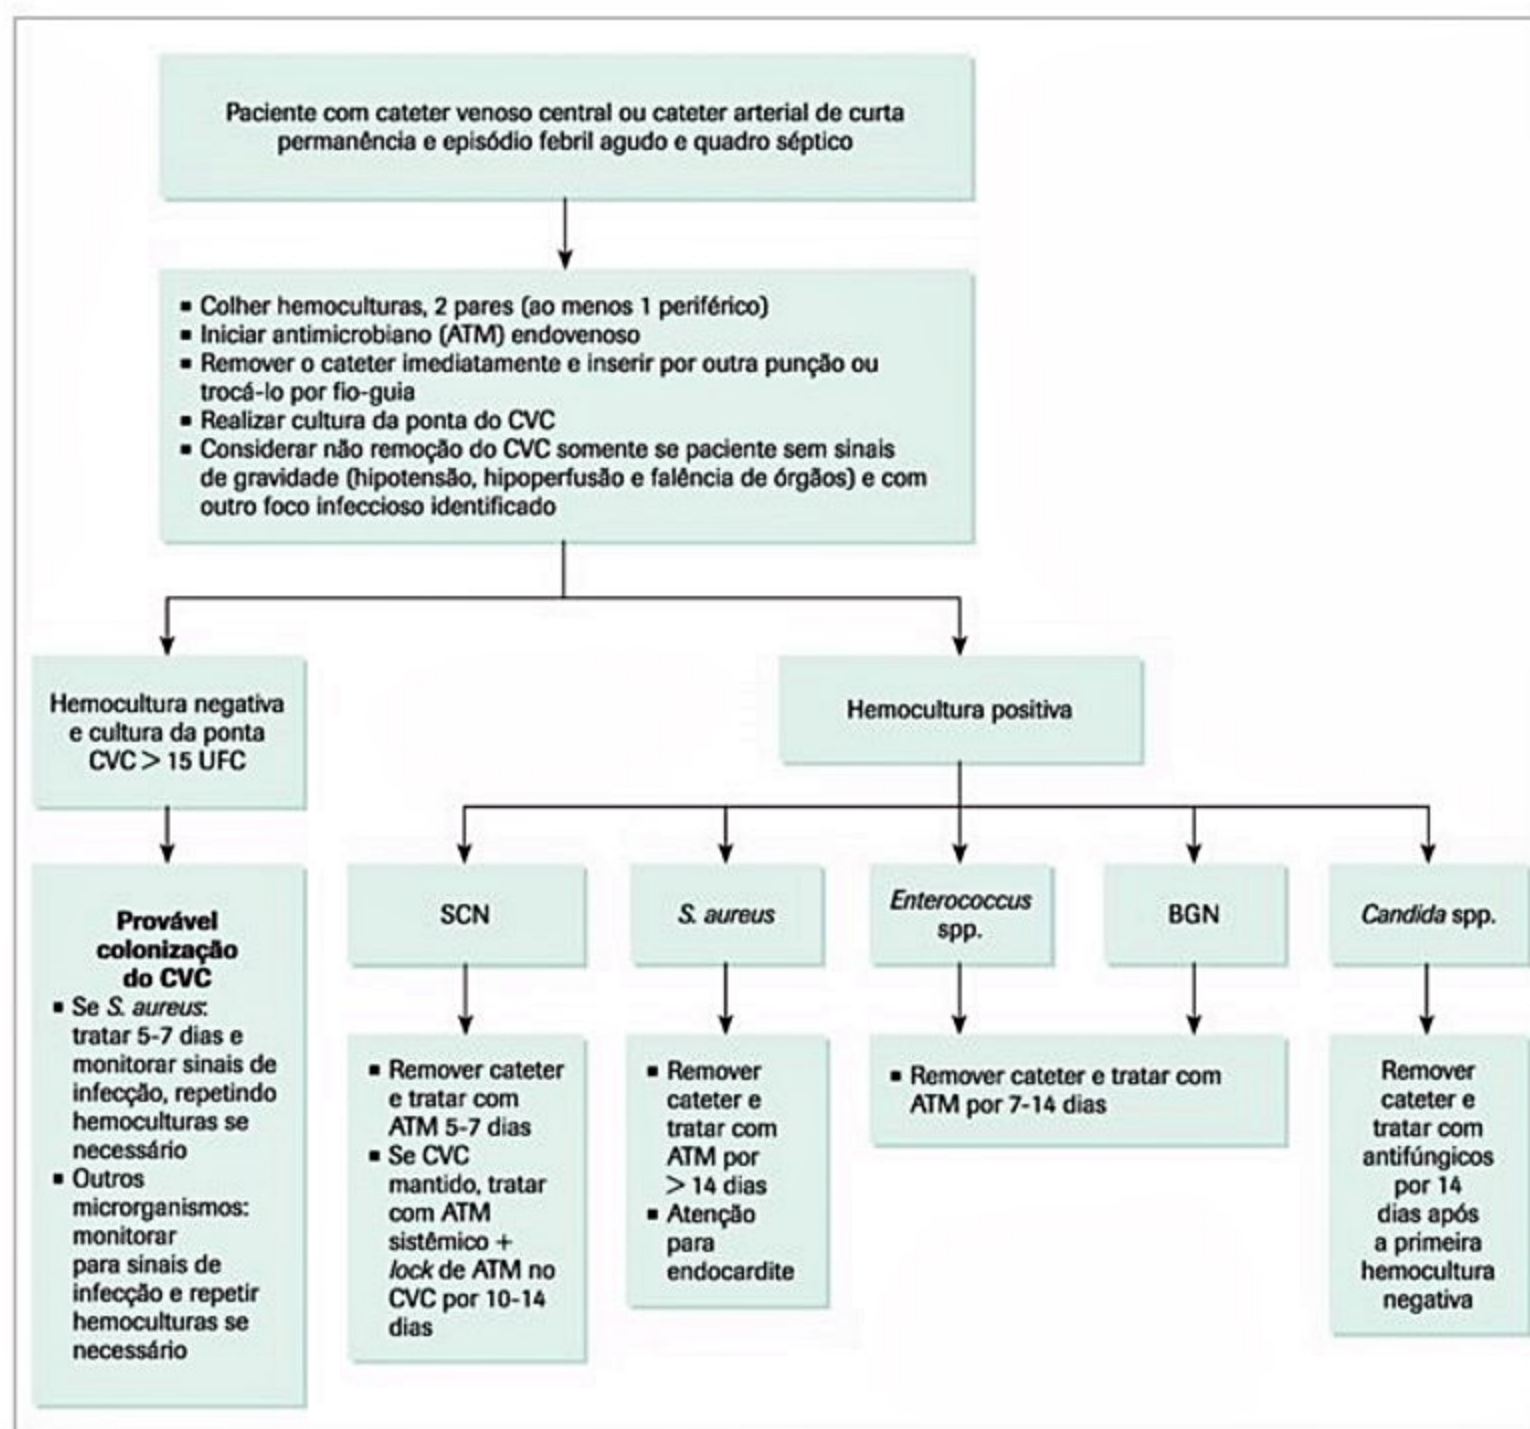 Paciente com cateter venoso central ou cateter arterial de curta
permanência e episódio febril agudo e quadro séptico
▪ Colher hemoculturas, 2 pares (ao menos 1 periférico)
▪ Iniciar antimicrobiano (ATM) endovenoso
▪ Remover o cateter imediatamente e inserir por outra punção ou
trocá-lo por fio-guia
▪ Realizar cultura da ponta do CVC
▪ Considerar não remoção do CVC somente se paciente sem sinais
de gravidade (hipotensão, hipoperfusão e falência de órgãos) e com
outro foco infeccioso identificado
Hemocultura negativa
e cultura da ponta
CVC > 15 UFC
Hemocultura positiva
Provável
colonização
do CVC
▪ Se S. aureus:
tratar 5-7 dias e
monitorar sinais de
infecção, repetindo
hemoculturas se
necessário
▪ Outros
microrganismos:
monitorar
para sinais de
infecção e repetir
hemoculturas se
necessário
SCN
▪ Remover cateter
e tratar com
ATM 5-7 dias
▪ Se CVC
mantido, tratar
com ATM
sistêmico +
lock de ATM no
CVC por 10-14
dias
S. aureus
▪ Remover
cateter e
tratar com
ATM por
> 14 dias
▪ Atenção
para
endocardite
Enterococcus
spp.
BGN
▪ Remover cateter e tratar com
ATM por 7-14 dias
Candida spp.
Remover
cateter e
tratar com
antifúngicos
por 14
dias após
a primeira
hemocultura
negativa